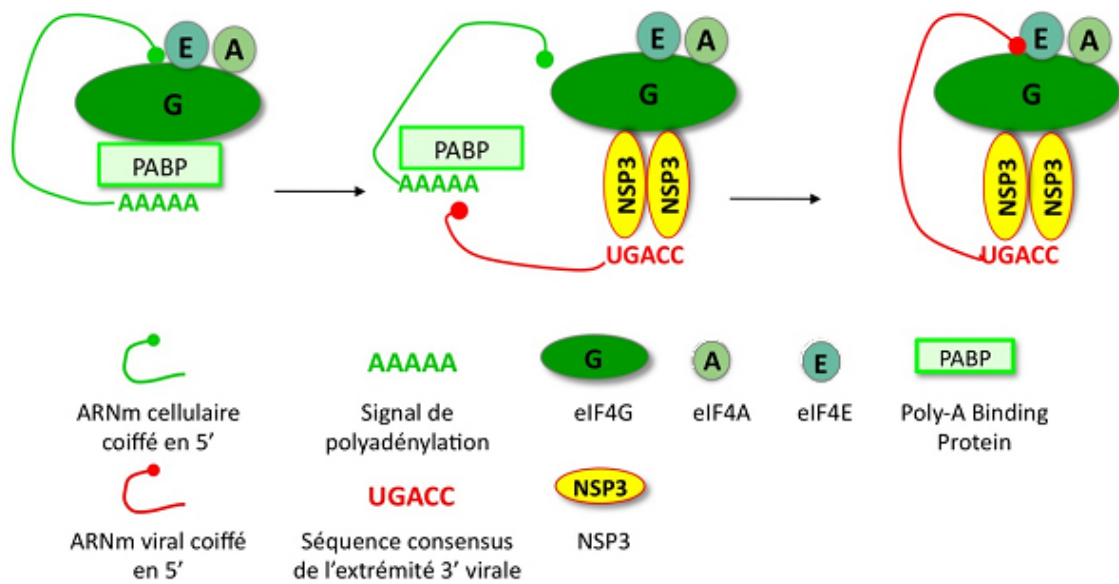 E A E A E A
G G G
PABP PABP NSP3 NSP3 NSP3 NSP3
AAAAA AAAAA
UGACC UGACC
AAAAA G A E PABP
ARNm cellulaire Signal de eIF4G eIF4A eIF4E Poly-A Binding
coiffé en 5’ polyadénylation Protein
UGACC NSP3
ARNm viral coiffé Séquence consensus NSP3
en 5’ de l’extrémité 3’ virale